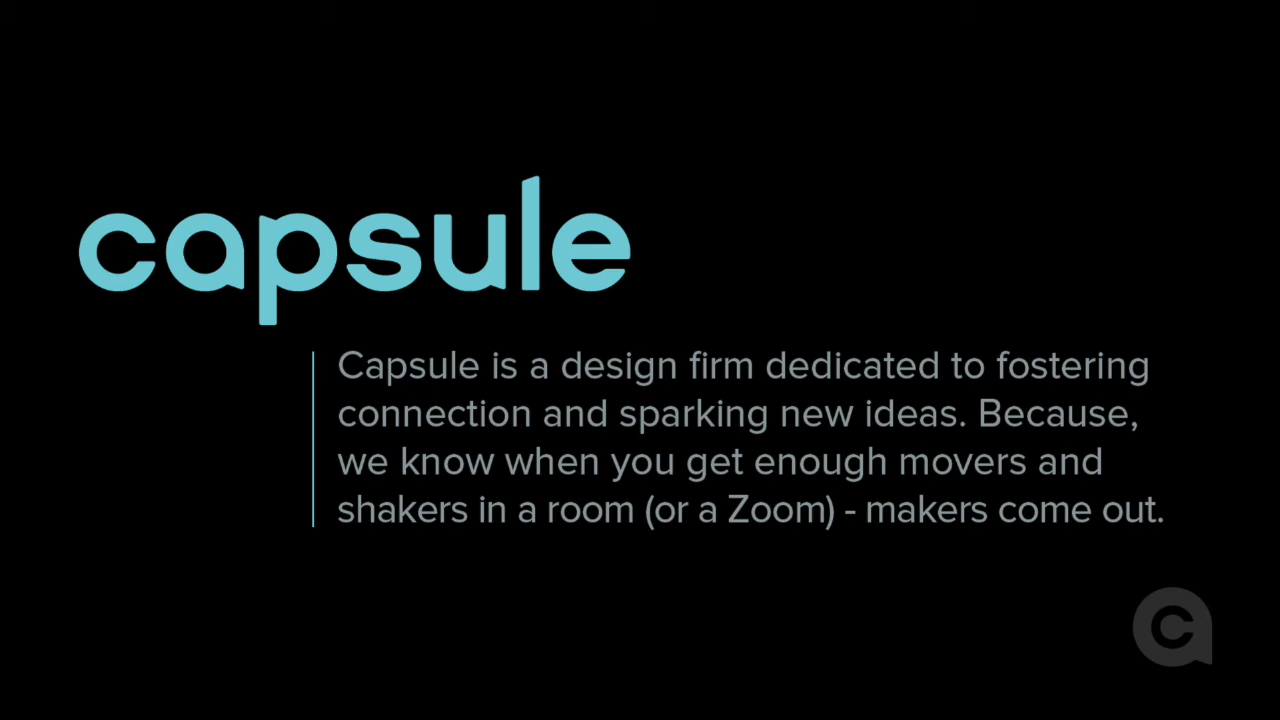 capsule
Capsule is a design firm dedicated to fostering
connection and sparking new ideas. Because,
we know when you get enough movers and
shakers in a room (or a Zoom) - makers come out.
c